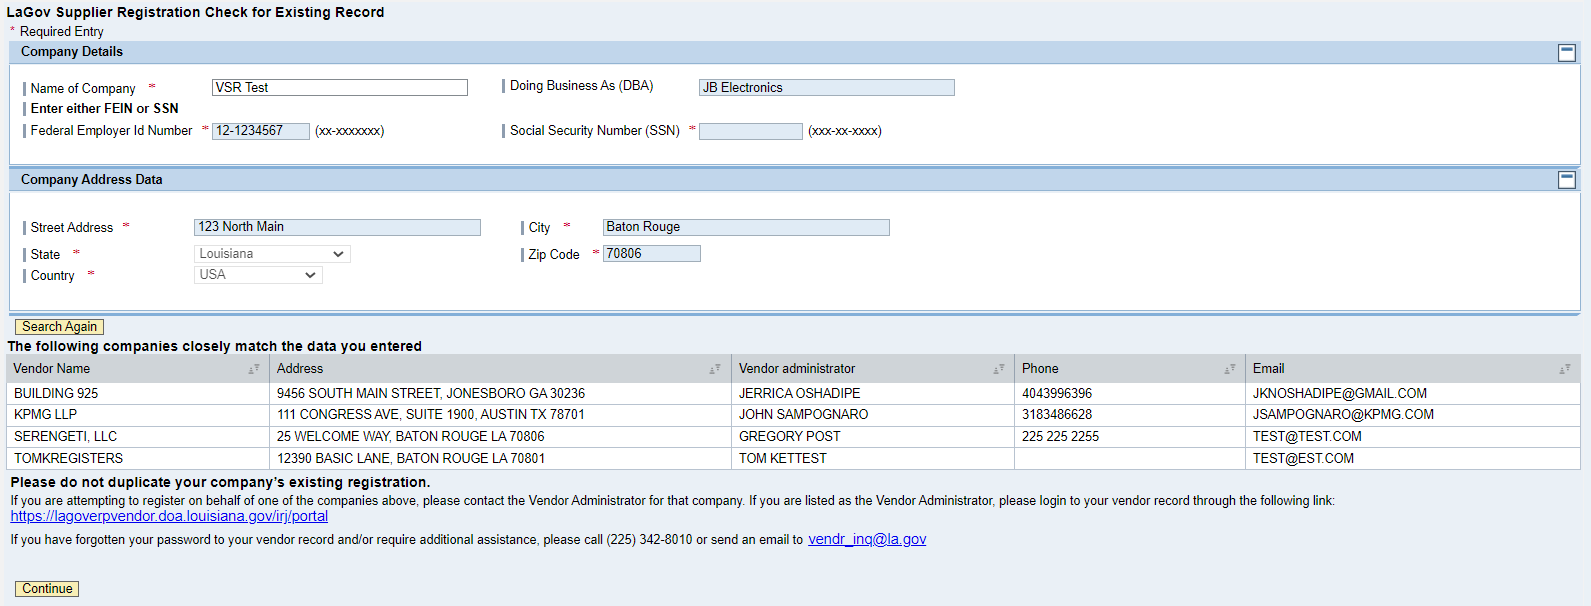 LaGov Supplier Registration Check for Existing Record
* Required Entry
Company Details
Name of Company * VSR Test Doing Business As (DBA) JB Electronics
Enter either FEIN or SSN
Federal Employer Id Number * 12-1234567 (xx-xxxxxxx) Social Security Number (SSN) * (xxx-xx-xxxx)
Company Address Data
Street Address * 123 North Main City * Baton Rouge
State * Louisiana Zip Code * 70806
Country * USA
Search Again
The following companies closely match the data you entered
Vendor Name Address Vendor administrator Phone Email
BUILDING 925 9456 SOUTH MAIN STREET, JONESBORO GA 30236 JERRICA OSHADIPE 4043996396 JKNOSHADIPE@GMAIL.COM
KPMG LLP 111 CONGRESS AVE, SUITE 1900, AUSTIN TX 78701 JOHN SAMPOGNARO 3183486628 JSAMPOGNARO@KPMG.COM
SERENGETI, LLC 25 WELCOME WAY, BATON ROUGE LA 70806 GREGORY POST 225 225 2255 TEST@TEST.COM
TOMKREGISTERS 12390 BASIC LANE, BATON ROUGE LA 70801 TOM KETTEST TEST@EST.COM
Please do not duplicate your company's existing registration.
If you are attempting to register on behalf of one of the companies above, please contact the Vendor Administrator for that company. If you are listed as the Vendor Administrator, please login to your vendor record through the following link:
https://lagoverpvendor.doa.louisiana.gov/irj/portal
If you have forgotten your password to your vendor record and/or require additional assistance, please call (225) 342-8010 or send an email to vendr_inq@la.gov
Continue